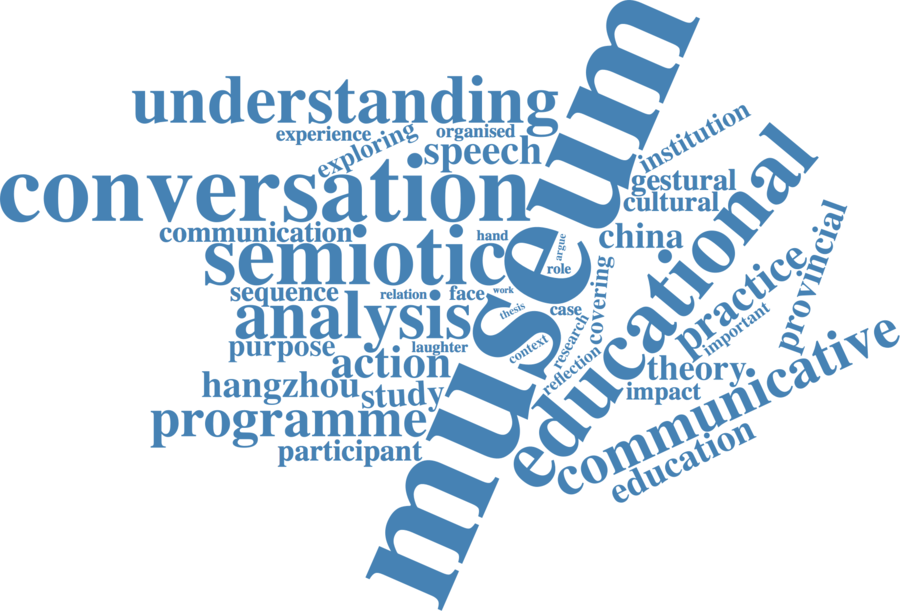 museum
understanding
experience
organised
exploring
speech
institution
conversation
gestural
cultural
educational
communication
hand
argue
china
semiotic
role
provincial
sequence
relation
face
work
covering
practice
analysis
thesis
case
important
purpose
laughter
context
research
action
reflection
theory
communicative
hangzhou
study
impact
programme
participant
education